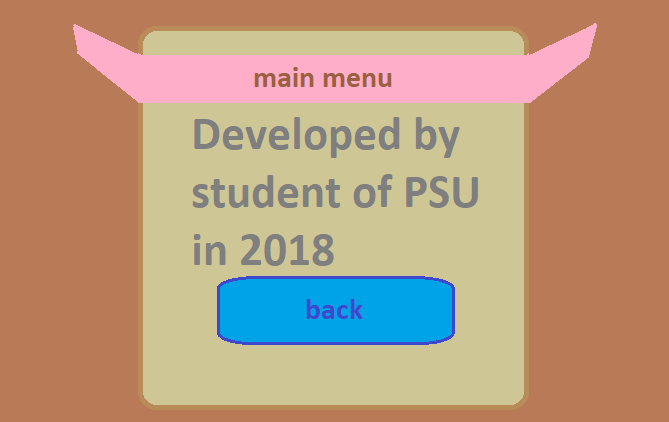 main menu
Developed by
student of PSU
in 2018
back